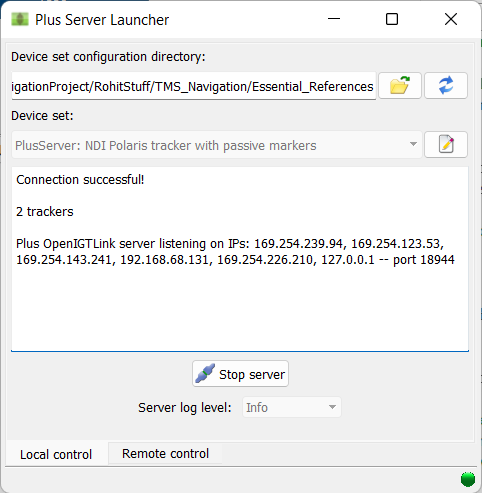 Plus Server Launcher
Device set configuration directory:
igationProject/RohitStuff/TMS_Navigation/Essential_References
Device set:
PlusServer: NDI Polaris tracker with passive markers
Connection successful!
2 trackers
Plus OpenIGTLink server listening on IPs: 169.254.239.94, 169.254.123.53,
169.254.143.241, 192.168.68.131, 169.254.226.210, 127.0.0.1 -- port 18944
Stop server
Server log level: Info
Local control Remote control